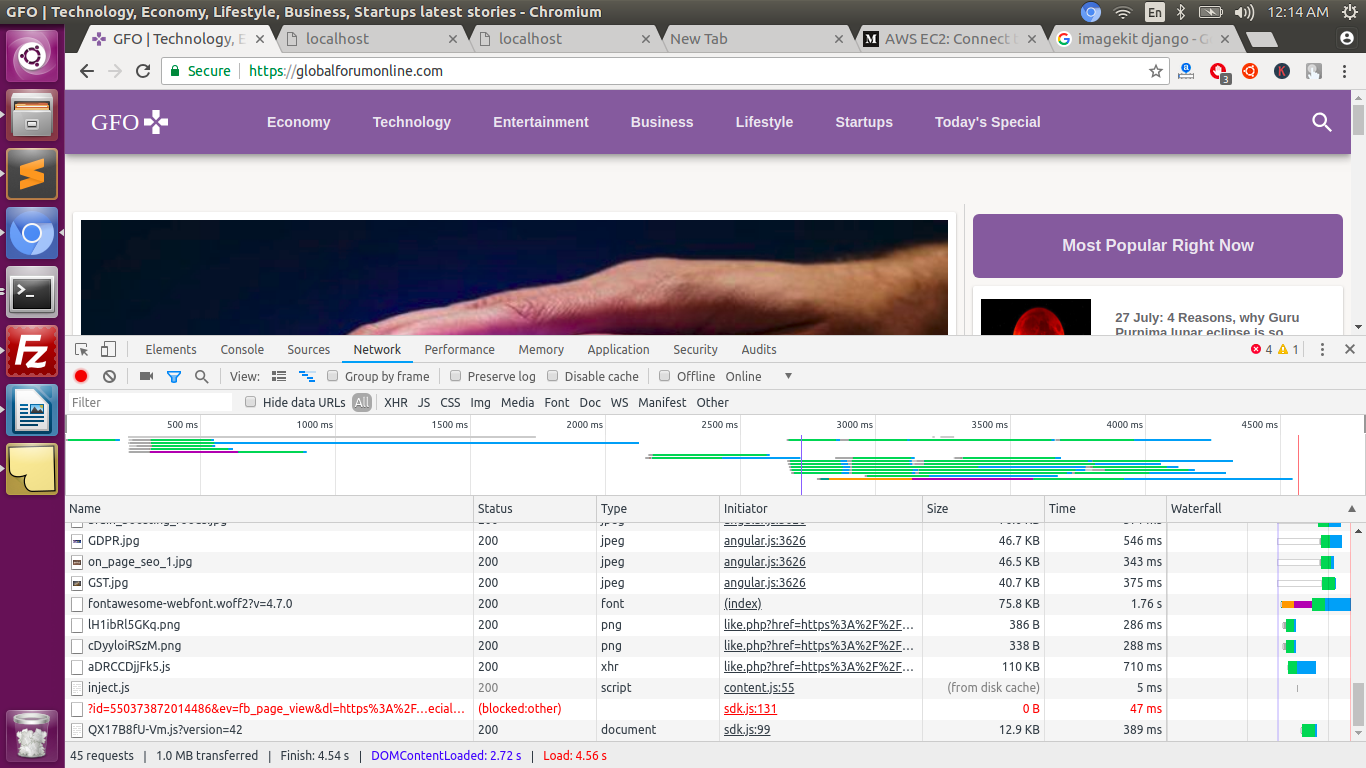 GFO | Technology, Economy, Lifestyle, Business, Startups latest stories - Chromium
En
12:14 AM
GFO | Technology, E
localhost
localhost
New Tab
AWS EC2: Connect t
imagekit django - G
Secure
https://globalforumonline.com
3
GFO
Economy
Technology
Entertainment
Business
Lifestyle
Startups
Today's Special
Most Popular Right Now
27 July: 4 Reasons, why Guru
Purnima lunar eclipse is so
Elements Console Sources Network Performance Memory Application Security Audits 4 1
View: Group by frame Preserve log Disable cache Offline Online
Filter Hide data URLs All XHR JS CSS Img Media Font Doc WS Manifest Other
500 ms 1000 ms 1500 ms 2000 ms 2500 ms 3000 ms 3500 ms 4000 ms 4500 ms
Name Status Type Initiator Size Time Waterfall
GDPR.jpg 200 jpeg angular.js:3626 46.7 KB 546 ms
on_page_seo_1.jpg 200 jpeg angular.js:3626 46.5 KB 343 ms
GST.jpg 200 jpeg angular.js:3626 40.7 KB 375 ms
fontawesome-webfont.woff2?v=4.7.0 200 font (index) 75.8 KB 1.76 s
lH1ibRl5GKq.png 200 png like.php?href=https%3A%2F%2F… 386 B 286 ms
cDyyloiRSzM.png 200 png like.php?href=https%3A%2F%2F… 338 B 288 ms
aDRCCDjjFk5.js 200 xhr like.php?href=https%3A%2F%2F… 110 KB 710 ms
inject.js 200 script content.js:55 (from disk cache) 5 ms
?id=550373872014486&ev=fb_page_view&dl=https%3A%2F…ecial… (blocked:other) sdk.js:131 0 B 47 ms
QX17B8fU-Vm.js?version=42 200 document sdk.js:99 12.9 KB 389 ms
45 requests | 1.0 MB transferred | Finish: 4.54 s | DOMContentLoaded: 2.72 s | Load: 4.56 s